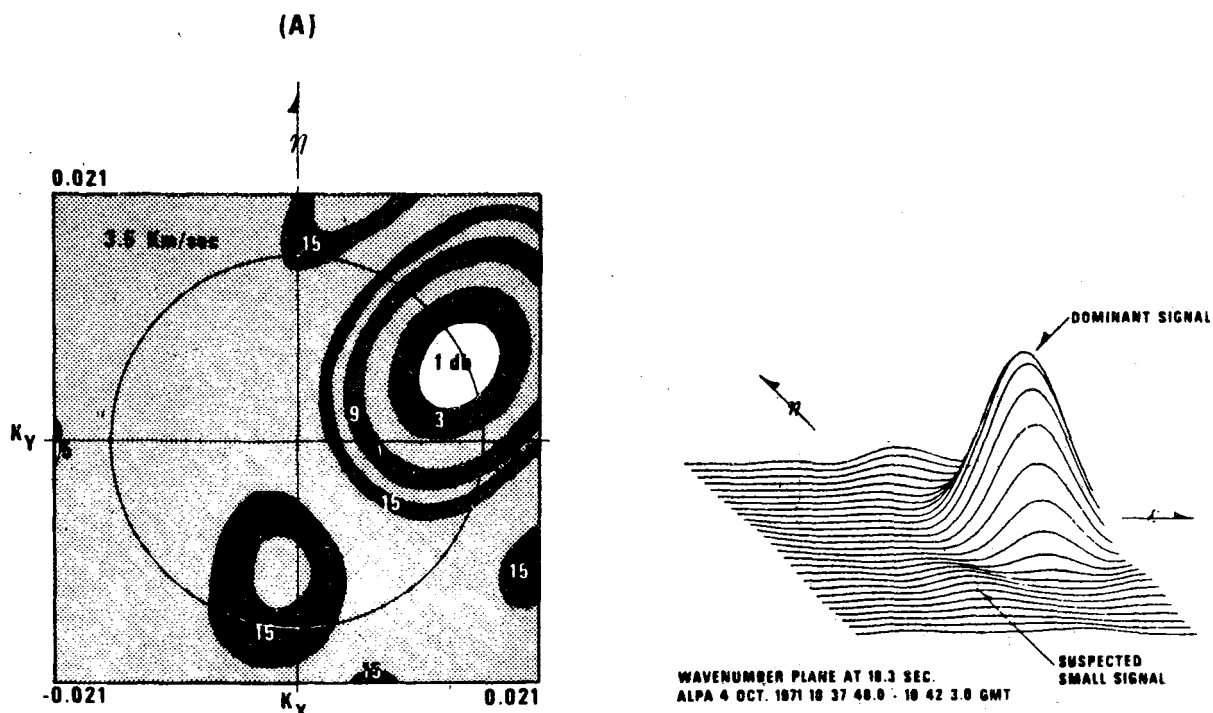 (A)
η
0.021
3.5 Km/sec
15
1 db
9
3
K_Y
15
15
15
15
15
-0.021
K_X
0.021
DOMINANT SIGNAL
η
SUSPECTED
SMALL SIGNAL
WAVENUMBER PLANE AT 18.3 SEC.
ALPA 4 OCT. 1971 18 37 48.0 - 18 42 3.0 GMT